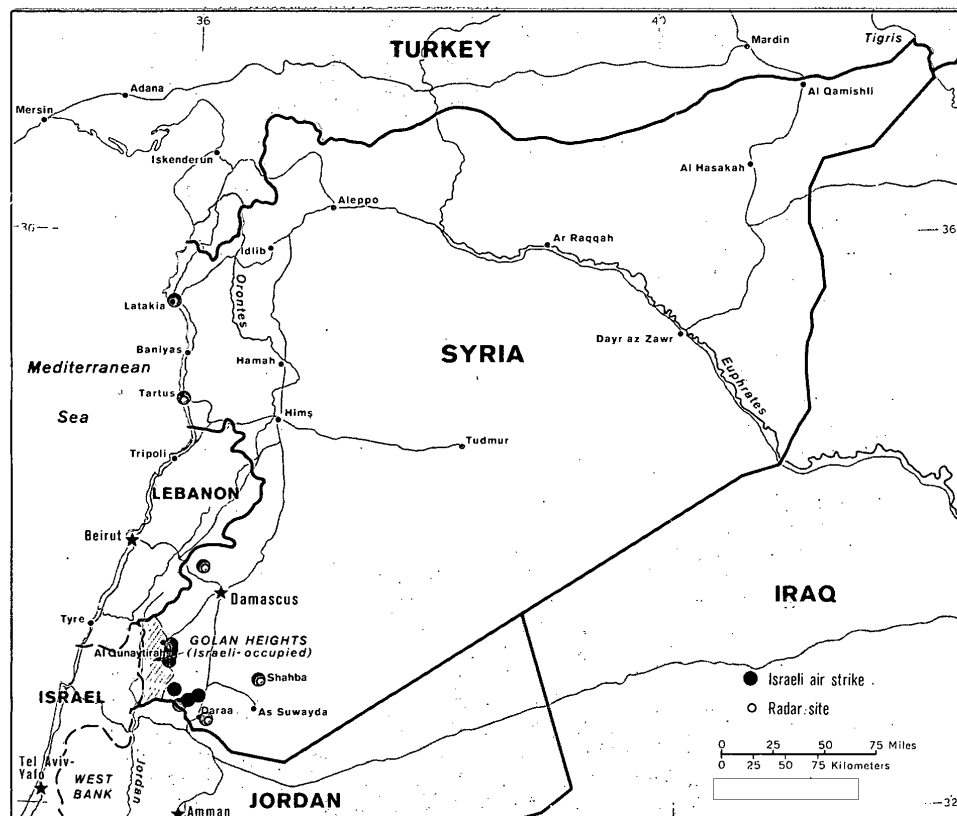 36
40
TURKEY
Mardin
Tigris
Adana
Al Qamishli
Mersin
Iskenderun
Al Hasakah
Aleppo
36
36
Ar Raqqah
Idlib
Orontes
Latakia
Dayr az Zawr
Baniyas
Hamah
SYRIA
Euphrates
Mediterranean
Sea
Tartus
Himş
Tudmur
Tripoli
LEBANON
Beirut
Damascus
IRAQ
Tyre
GOLAN HEIGHTS
(Israeli-occupied)
Al Qunaytirah
Shahba
Israeli air strike
ISRAEL
As Suwayda
Radar site
Daraa
0 25 50 75 Miles
0 25 50 75 Kilometers
Tel Aviv-
Yafo
WEST
BANK
Jordan
JORDAN
Amman
32